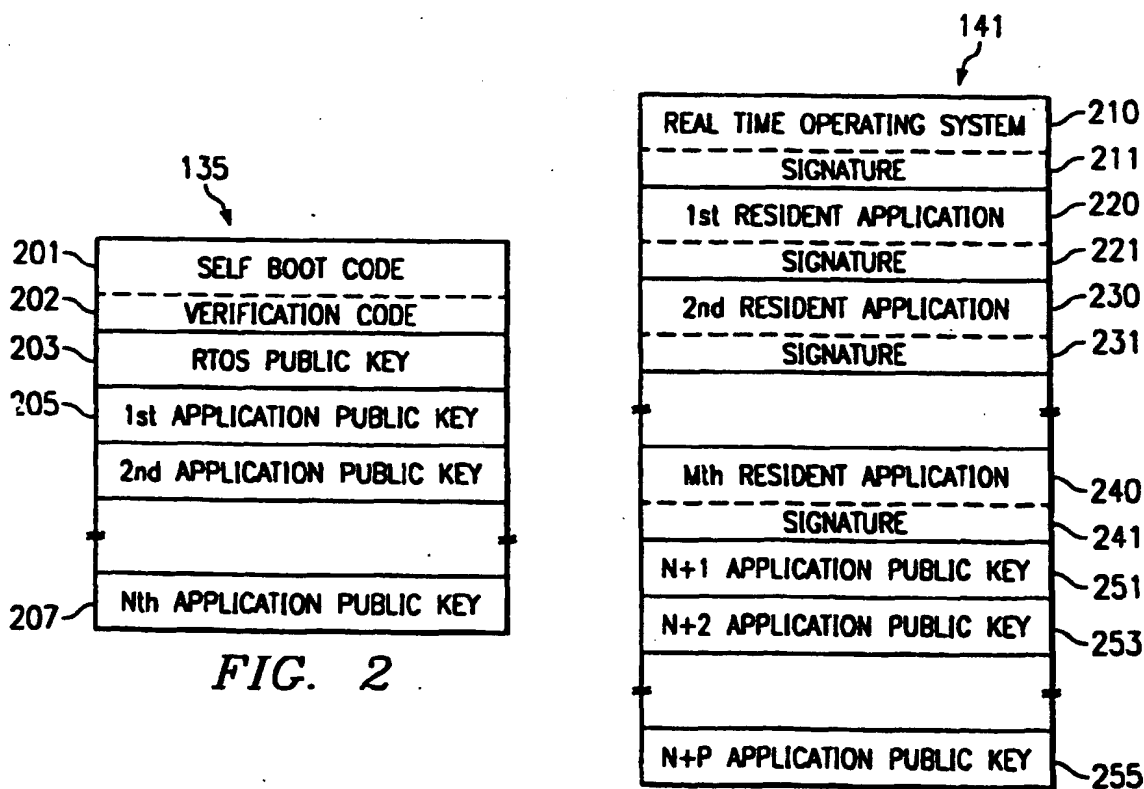 135
201
SELF BOOT CODE
202
VERIFICATION CODE
203
RTOS PUBLIC KEY
205
1st APPLICATION PUBLIC KEY
2nd APPLICATION PUBLIC KEY
207
Nth APPLICATION PUBLIC KEY
FIG. 2
141
REAL TIME OPERATING SYSTEM
210
SIGNATURE
211
1st RESIDENT APPLICATION
220
SIGNATURE
221
2nd RESIDENT APPLICATION
230
SIGNATURE
231
Mth RESIDENT APPLICATION
240
SIGNATURE
241
N+1 APPLICATION PUBLIC KEY
251
N+2 APPLICATION PUBLIC KEY
253
N+P APPLICATION PUBLIC KEY
255